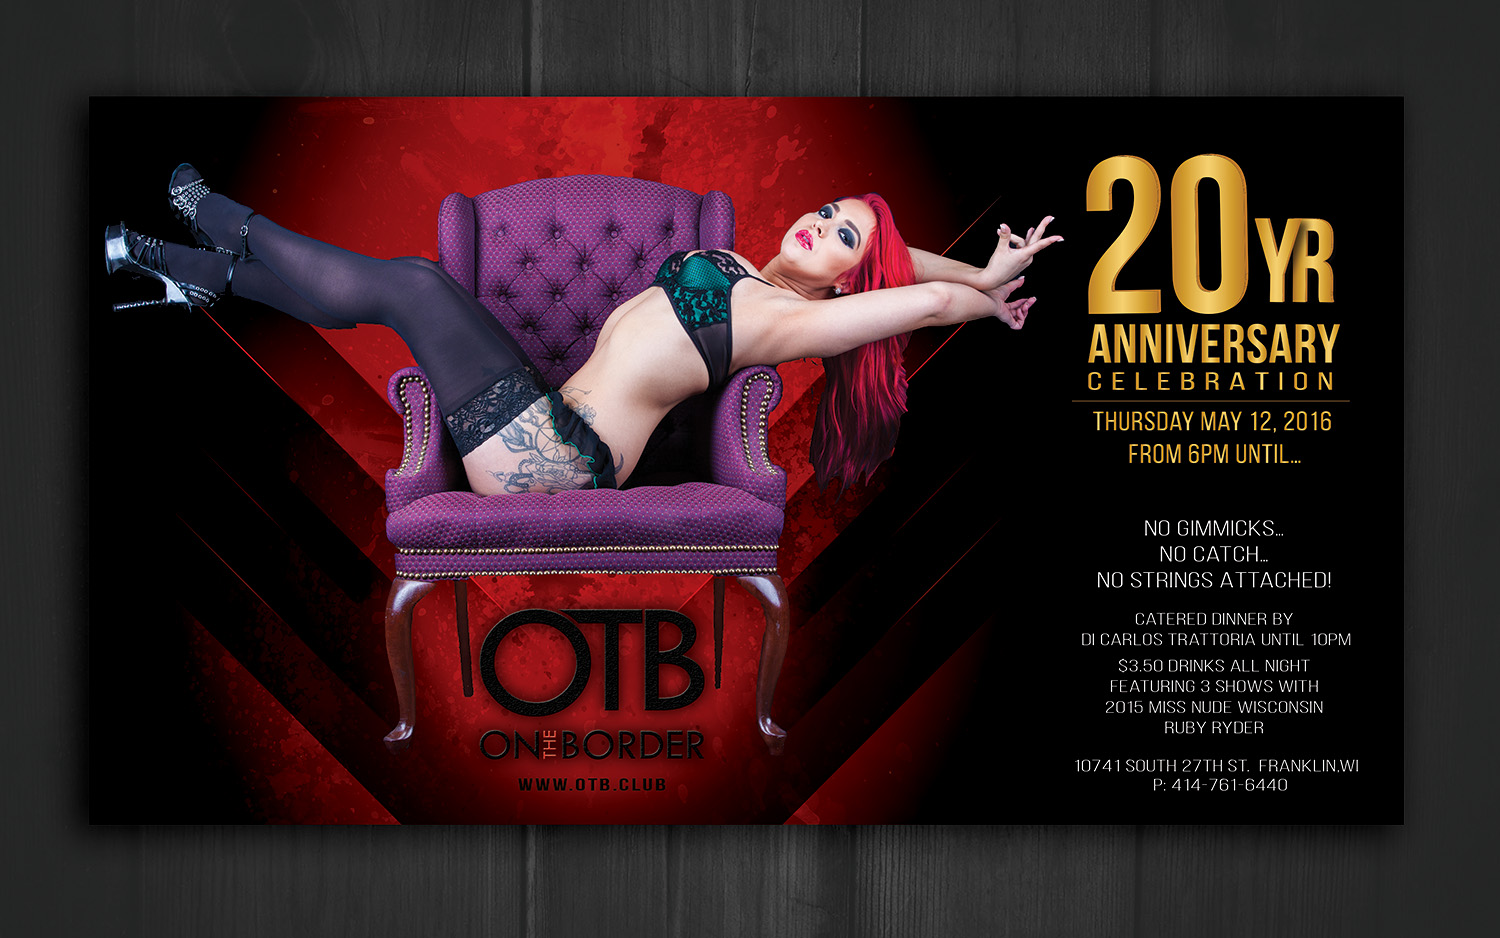 20YR
ANNIVERSARY
CELEBRATION
THURSDAY MAY 12, 2016
FROM 6PM UNTIL...
NO GIMMICKS...
NO CATCH...
NO STRINGS ATTACHED!
CATERED DINNER BY
DI CARLOS TRATTORIA UNTIL 10PM
$3.50 DRINKS ALL NIGHT
FEATURING 3 SHOWS WITH
2015 MISS NUDE WISCONSIN
RUBY RYDER
10741 SOUTH 27TH ST. FRANKLIN,WI
P: 414-761-6440
OTB
ON THE BORDER
WWW.OTB.CLUB